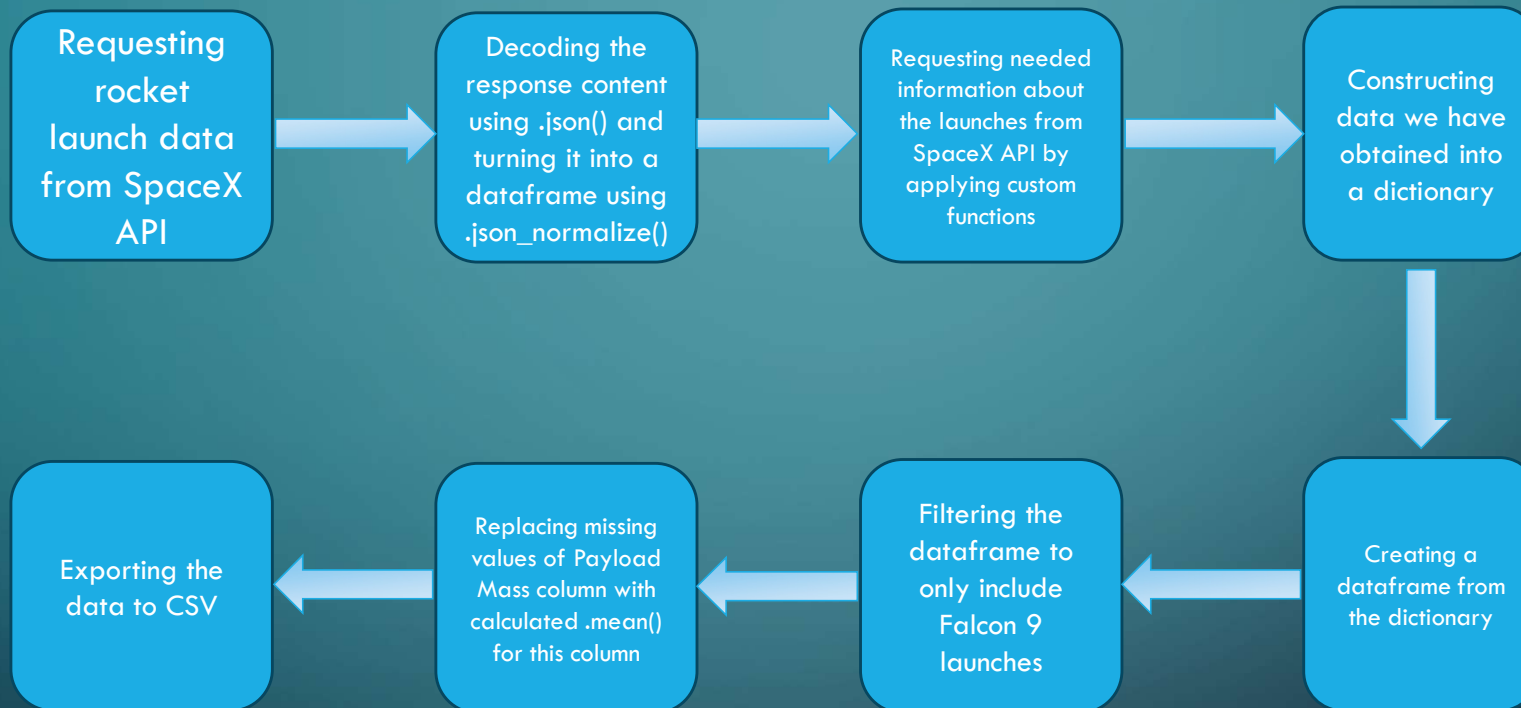 Requesting
rocket
launch data
from SpaceX
API
Decoding the
response content
using .json() and
turning it into a
dataframe using
.json_normalize()
Requesting needed
information about
the launches from
SpaceX API by
applying custom
functions
Constructing
data we have
obtained into
a dictionary
Creating a
dataframe from
the dictionary
Filtering the
dataframe to
only include
Falcon 9
launches
Replacing missing
values of Payload
Mass column with
calculated .mean()
for this column
Exporting the
data to CSV